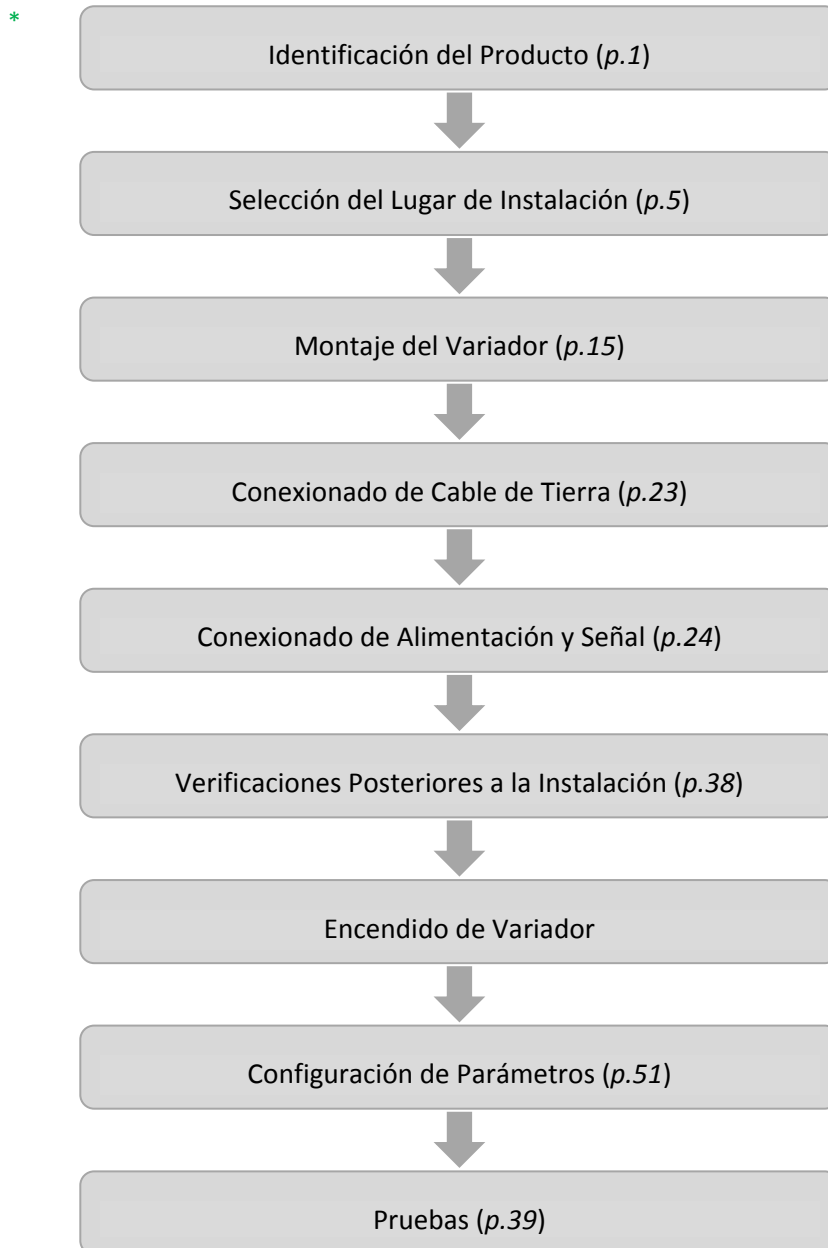 *
Identificación del Producto (p.1)
Selección del Lugar de Instalación (p.5)
Montaje del Variador (p.15)
Conexionado de Cable de Tierra (p.23)
Conexionado de Alimentación y Señal (p.24)
Verificaciones Posteriores a la Instalación (p.38)
Encendido de Variador
Configuración de Parámetros (p.51)
Pruebas (p.39)